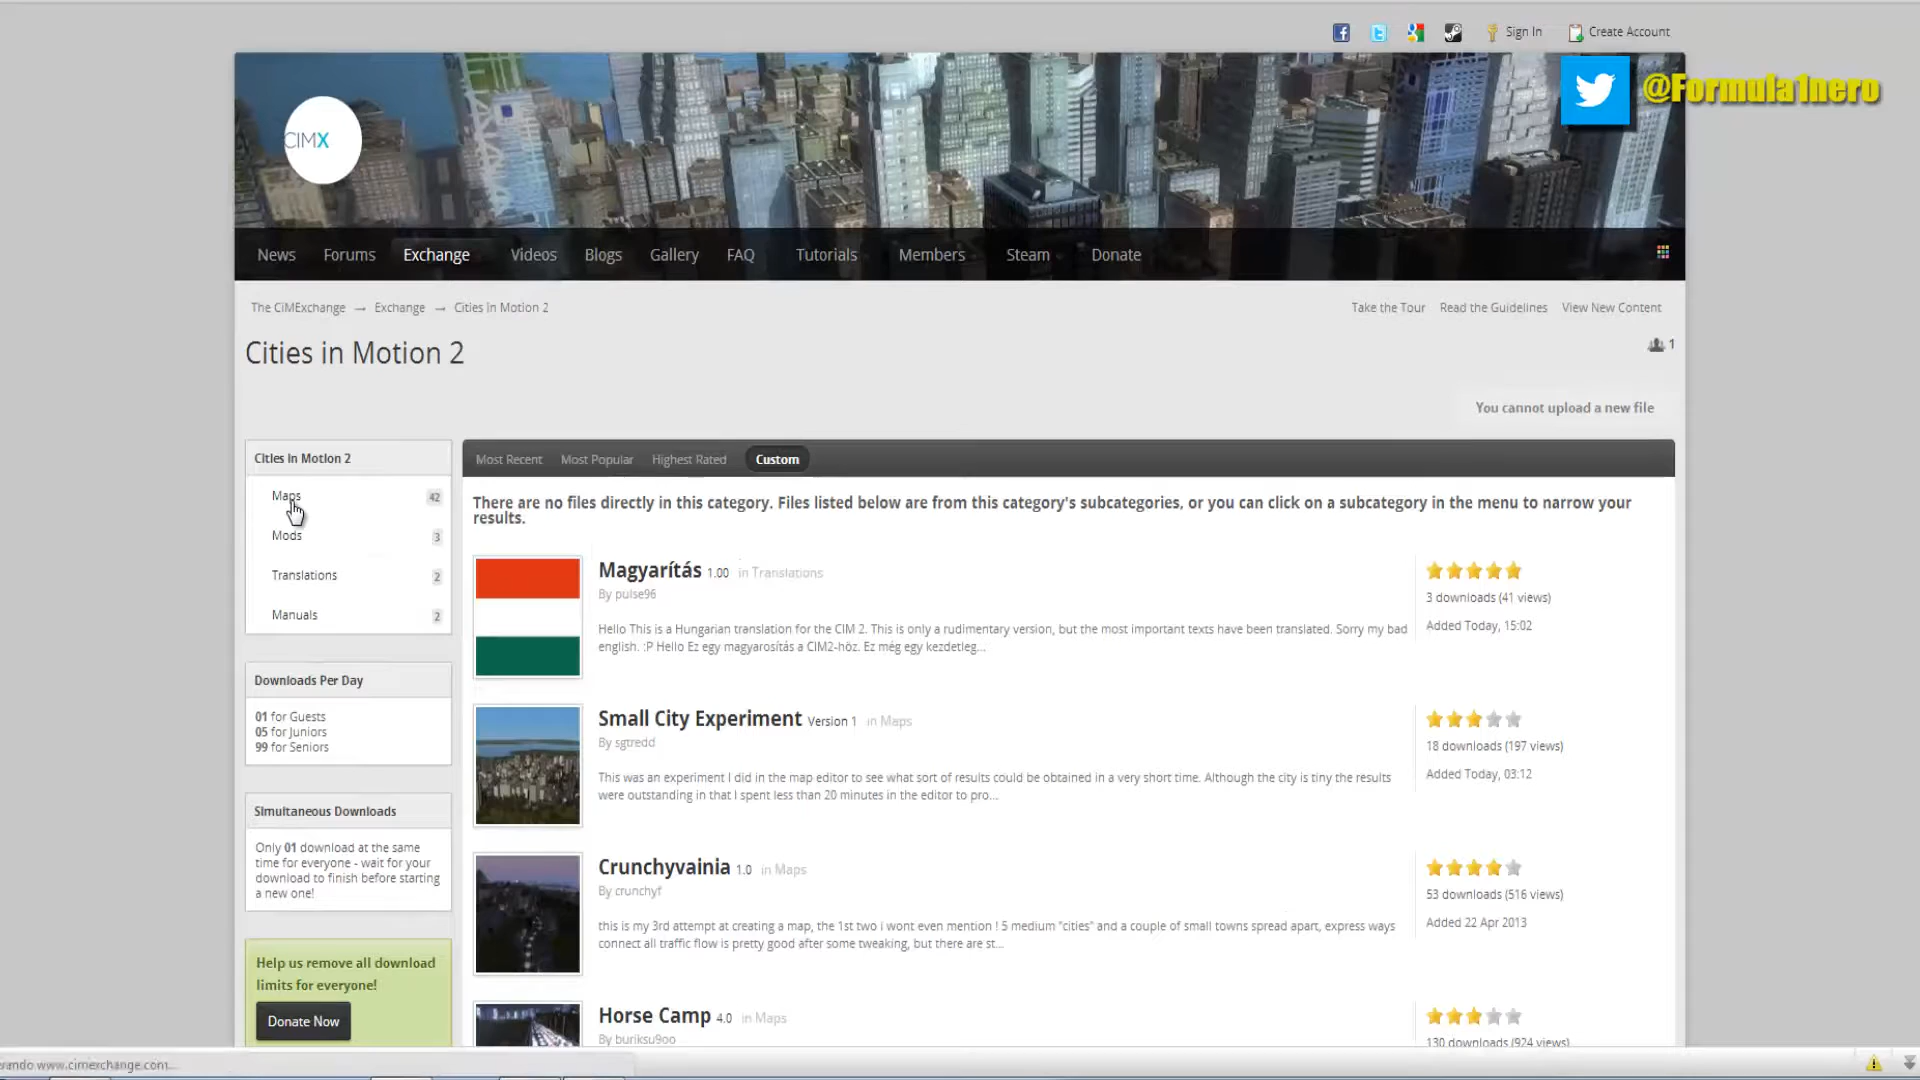 Sign In
Create Account
@Formula1nero
CIMX
News
Forums
Exchange
Videos
Blogs
Gallery
FAQ
Tutorials
Members
Steam
Donate
The CiMExchange → Exchange → Cities In Motion 2
Take the Tour
Read the Guidelines
View New Content
Cities in Motion 2
1
You cannot upload a new file
Cities In Motion 2
Maps 42
Mods 3
Translations 2
Manuals 2
Downloads Per Day
01 for Guests
05 for Juniors
99 for Seniors
Simultaneous Downloads
Only 01 download at the same
time for everyone - wait for your
download to finish before starting
a new one!
Help us remove all download
limits for everyone!
Donate Now
Most Recent
Most Popular
Highest Rated
Custom
There are no files directly in this category. Files listed below are from this category's subcategories, or you can click on a subcategory in the menu to narrow your
results.
Magyarítás 1.00 in Translations
By pulse96
Hello This is a Hungarian translation for the CIM 2. This is only a rudimentary version, but the most important texts have been translated. Sorry my bad
english. :P Hello Ez egy magyarosítás a CIM2-höz. Ez még egy kezdetleg...
3 downloads (41 views)
Added Today, 15:02
Small City Experiment Version 1 in Maps
By sgtredd
This was an experiment I did in the map editor to see what sort of results could be obtained in a very short time. Although the city is tiny the results
were outstanding in that I spent less than 20 minutes in the editor to pro...
18 downloads (197 views)
Added Today, 03:12
Crunchyvainia 1.0 in Maps
By crunchyf
this is my 3rd attempt at creating a map, the 1st two i wont even mention ! 5 medium "cities" and a couple of small towns spread apart, express ways
connect all traffic flow is pretty good after some tweaking, but there are st...
53 downloads (516 views)
Added 22 Apr 2013
Horse Camp 4.0 in Maps
By buriksu9oo
130 downloads (924 views)
www.cimexchange.com...